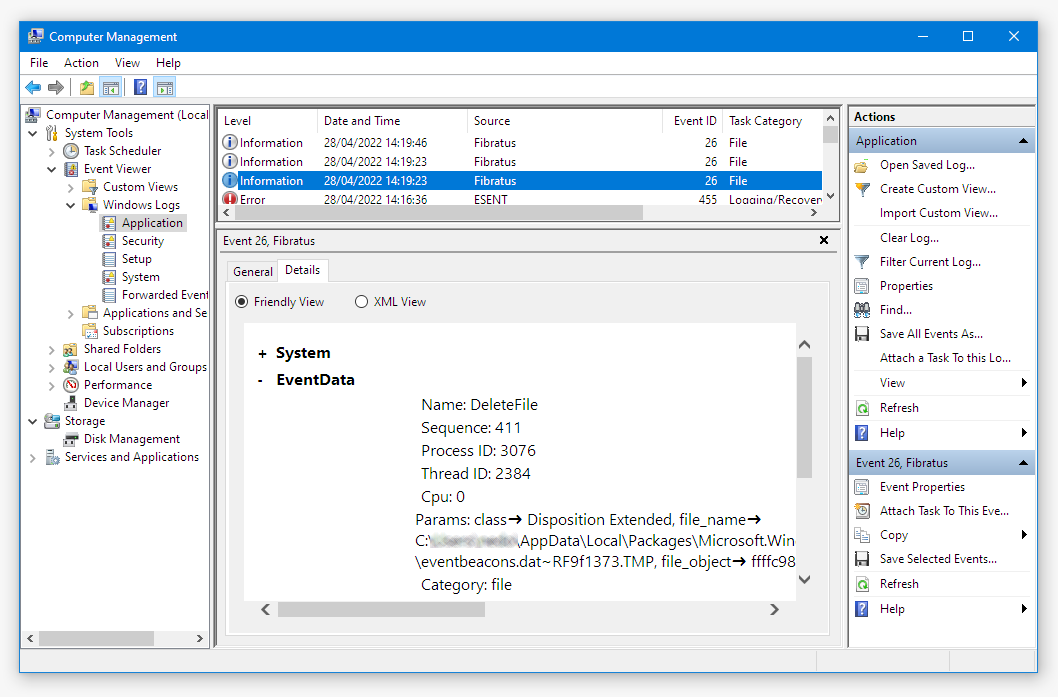 Computer Management
File Action View Help
Computer Management (Local
System Tools
Task Scheduler
Event Viewer
Custom Views
Windows Logs
Application
Security
Setup
System
Forwarded Event
Applications and Se
Subscriptions
Shared Folders
Local Users and Groups
Performance
Device Manager
Storage
Disk Management
Services and Applications
Level Date and Time Source Event ID Task Category
Information 28/04/2022 14:19:46 Fibratus 26 File
Information 28/04/2022 14:19:23 Fibratus 26 File
Information 28/04/2022 14:19:23 Fibratus 26 File
Error 28/04/2022 14:16:36 ESENT 455 Logging/Recover
Event 26, Fibratus
General Details
Friendly View XML View
+ System
- EventData
Name: DeleteFile
Sequence: 411
Process ID: 3076
Thread ID: 2384
Cpu: 0
Params: class➜ Disposition Extended, file_name➜
C:\ \AppData\Local\Packages\Microsoft.Win
\eventbeacons.dat~RF9f1373.TMP, file_object➜ ffffc98
Category: file
Actions
Application
Open Saved Log...
Create Custom View...
Import Custom View...
Clear Log...
Filter Current Log...
Properties
Find...
Save All Events As...
Attach a Task To this Lo...
View
Refresh
Help
Event 26, Fibratus
Event Properties
Attach Task To This Eve...
Copy
Save Selected Events...
Refresh
Help